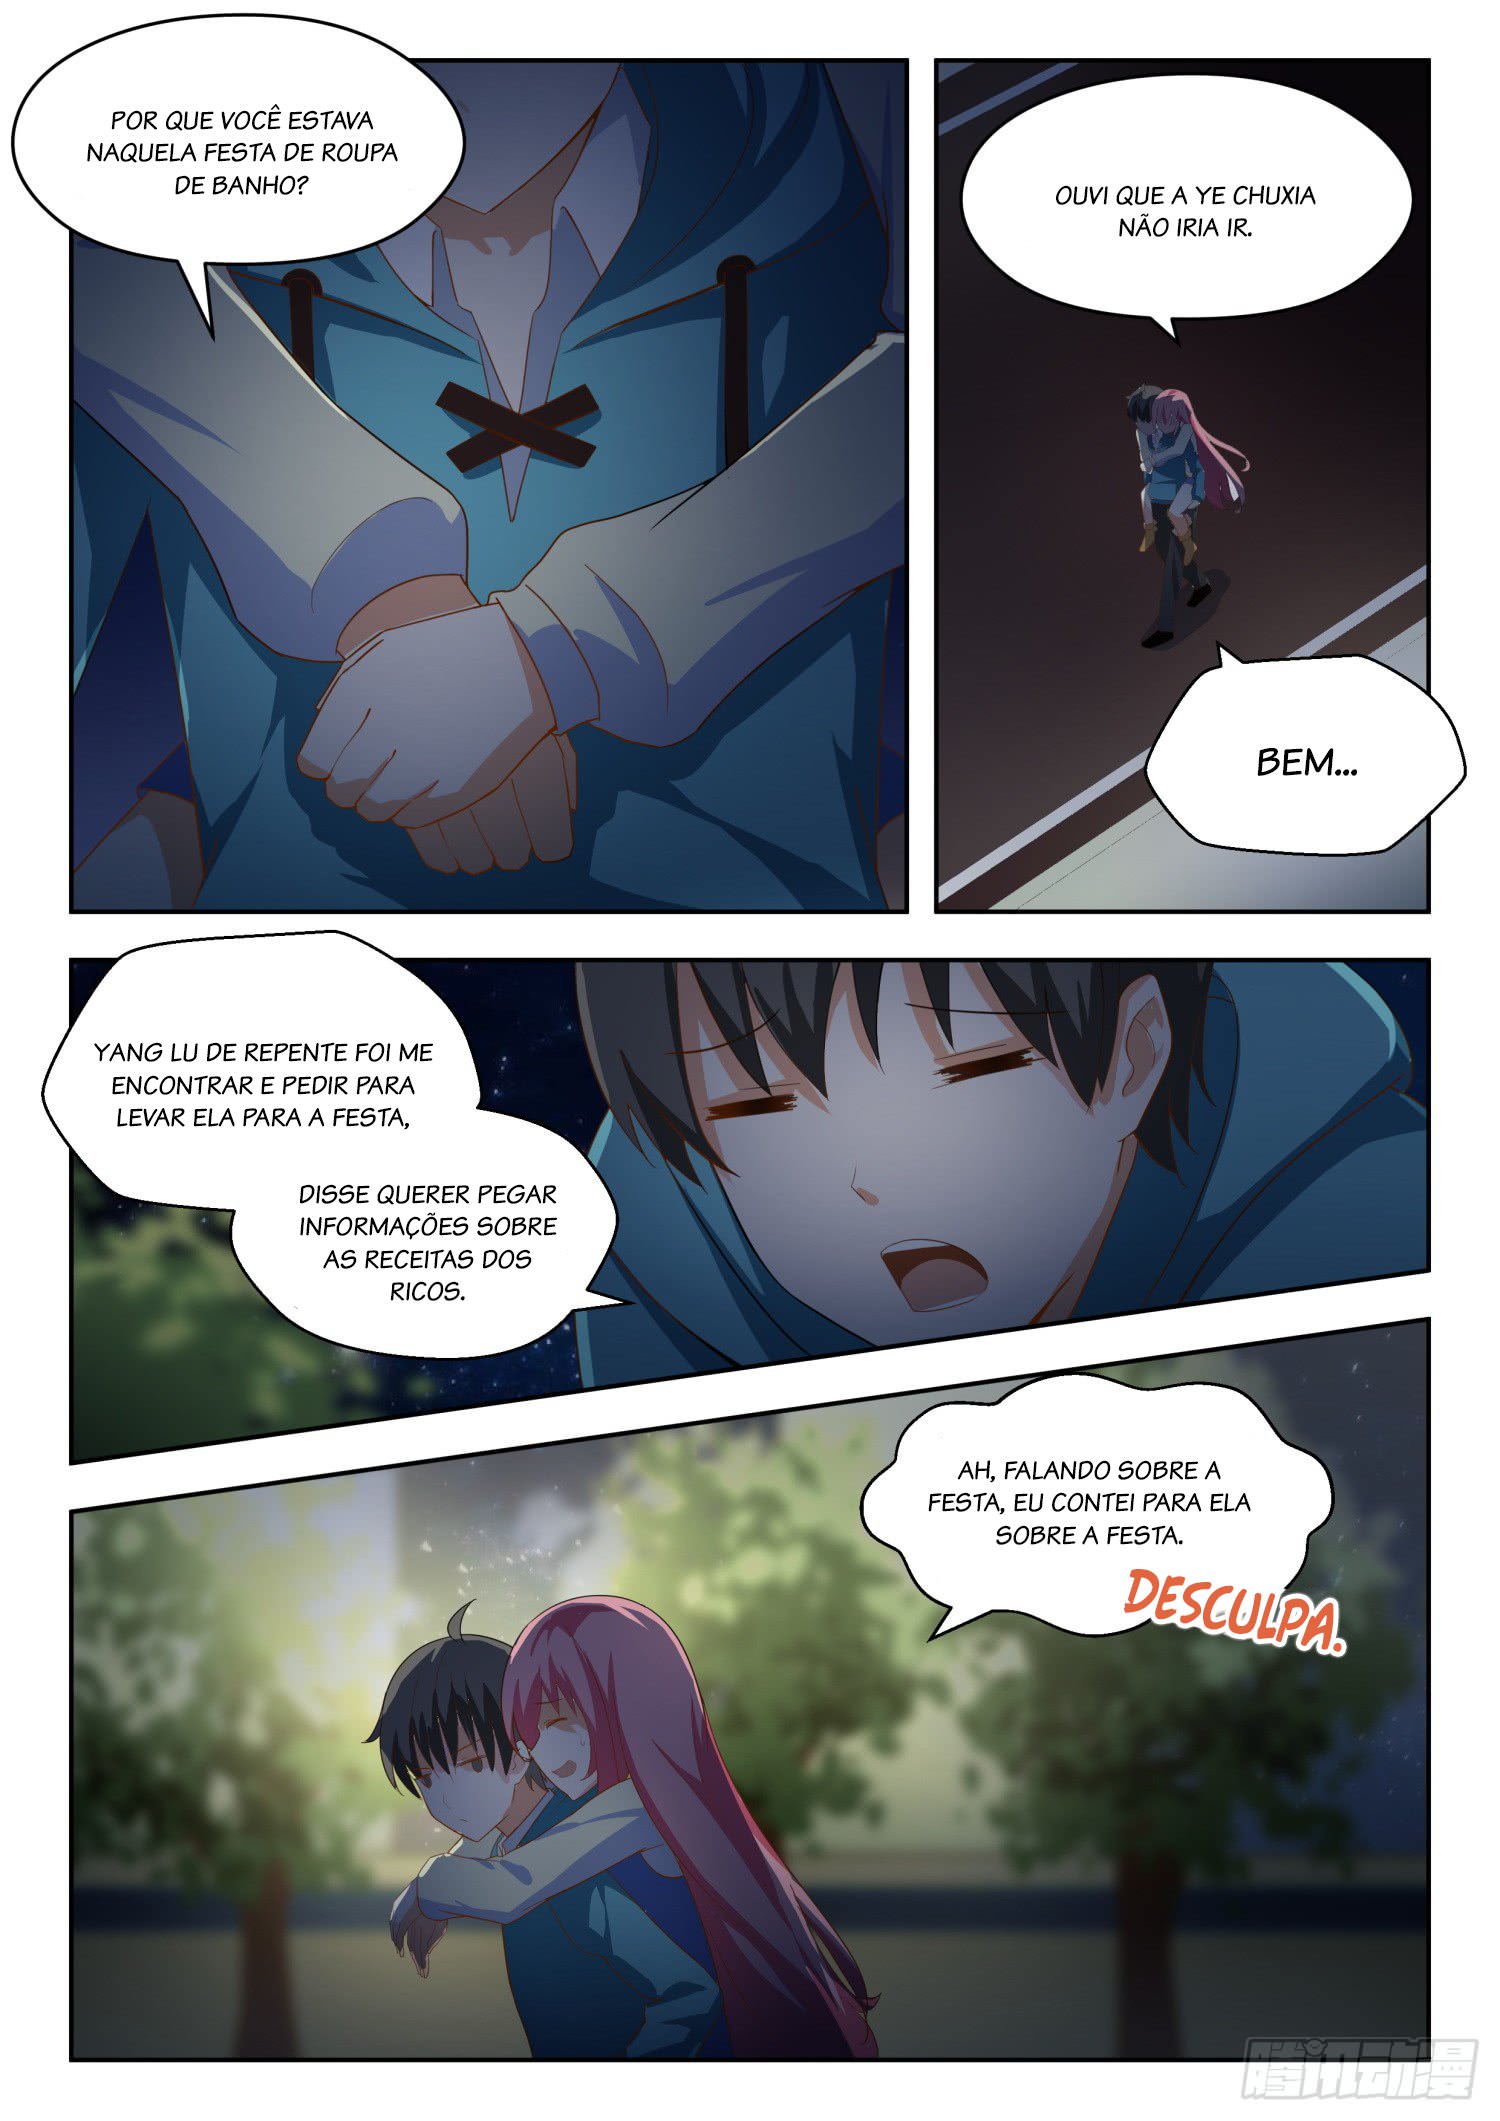 POR QUE VOCÊ ESTAVA
NAQUELA FESTA DE ROUPA
DE BANHO?
OUVI QUE A YE CHUXIA
NÃO IRIA IR.
BEM...
YANG LU DE REPENTE FOI ME
ENCONTRAR E PEDIR PARA
LEVAR ELA PARA A FESTA,
DISSE QUERER PEGAR
INFORMAÇÕES SOBRE
AS RECEITAS DOS
RICOS.
AH, FALANDO SOBRE A
FESTA, EU CONTEI PARA ELA
SOBRE A FESTA.
DESCULPA.
腾讯动漫